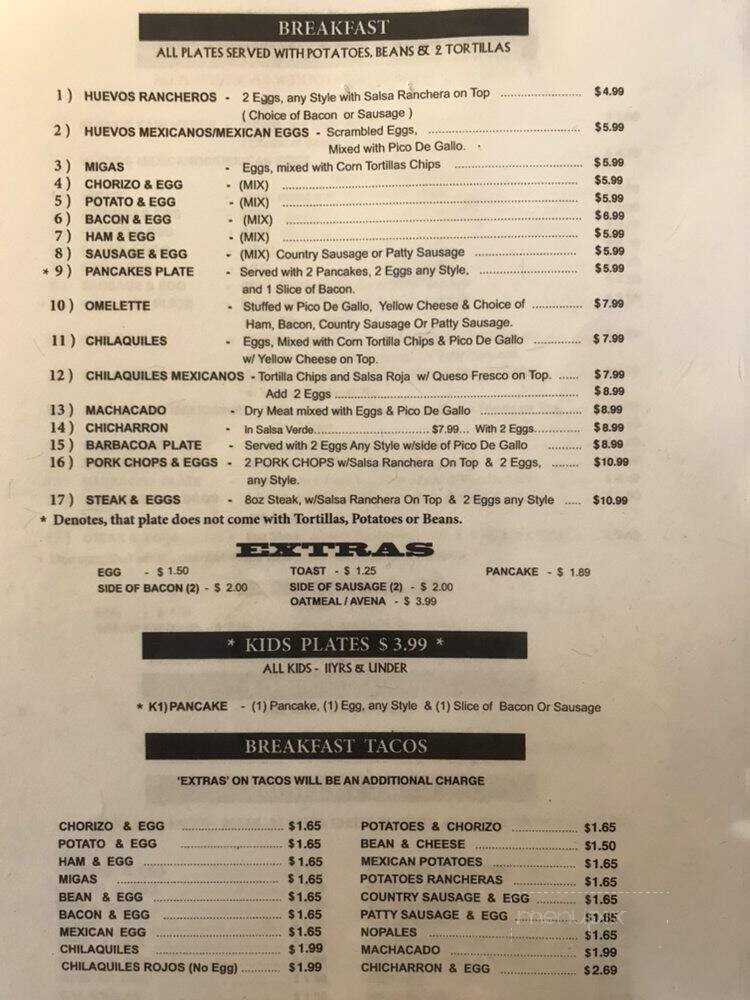 BREAKFAST
ALL PLATES SERVED WITH POTATOES, BEANS & 2 TORTILLAS
1 ) HUEVOS RANCHEROS - 2 Eggs, any Style with Salsa Ranchera on Top ........ $4.99
( Choice of Bacon or Sausage )
2 ) HUEVOS MEXICANOS/MEXICAN EGGS - Scrambled Eggs, ........ $5.99
Mixed with Pico De Gallo.
3 ) MIGAS - Eggs, mixed with Corn Tortillas Chips ........ $5.99
4 ) CHORIZO & EGG - (MIX) ........ $5.99
5 ) POTATO & EGG - (MIX) ........ $5.99
6 ) BACON & EGG - (MIX) ........ $6.99
7 ) HAM & EGG - (MIX) ........ $5.99
8 ) SAUSAGE & EGG - (MIX) Country Sausage or Patty Sausage ........ $5.99
* 9 ) PANCAKES PLATE - Served with 2 Pancakes, 2 Eggs any Style, ........ $5.99
and 1 Slice of Bacon.
10 ) OMELETTE - Stuffed w Pico De Gallo, Yellow Cheese & Choice of ........ $7.99
Ham, Bacon, Country Sausage Or Patty Sausage.
11 ) CHILAQUILES - Eggs, Mixed with Corn Tortilla Chips & Pico De Gallo ........ $7.99
w/ Yellow Cheese on Top.
12 ) CHILAQUILES MEXICANOS - Tortilla Chips and Salsa Roja w/ Queso Fresco on Top. ...... $7.99
Add 2 Eggs ........ $8.99
13 ) MACHACADO - Dry Meat mixed with Eggs & Pico De Gallo ........ $8.99
14 ) CHICHARRON - In Salsa Verde........ $7.99... With 2 Eggs........ $8.99
15 ) BARBACOA PLATE - Served with 2 Eggs Any Style w/side of Pico De Gallo ........ $8.99
16 ) PORK CHOPS & EGGS - 2 PORK CHOPS w/Salsa Ranchera On Top & 2 Eggs, ........ $10.99
any Style.
17 ) STEAK & EGGS - 8oz Steak, w/Salsa Ranchera On Top & 2 Eggs any Style ..... $10.99
* Denotes, that plate does not come with Tortillas, Potatoes or Beans.
EXTRAS
EGG - $ 1.50 TOAST - $ 1.25 PANCAKE - $ 1.89
SIDE OF BACON (2) - $ 2.00 SIDE OF SAUSAGE (2) - $ 2.00
OATMEAL / AVENA - $ 3.99
* KIDS PLATES $ 3.99 *
ALL KIDS - 11YRS & UNDER
* K1) PANCAKE - (1) Pancake, (1) Egg, any Style & (1) Slice of Bacon Or Sausage
BREAKFAST TACOS
'EXTRAS' ON TACOS WILL BE AN ADDITIONAL CHARGE
CHORIZO & EGG ........ $1.65
POTATO & EGG ........ $1.65
HAM & EGG ........ $1.65
MIGAS ........ $1.65
BEAN & EGG ........ $1.65
BACON & EGG ........ $1.65
MEXICAN EGG ........ $1.65
CHILAQUILES ........ $1.99
CHILAQUILES ROJOS (No Egg) ........ $1.99
POTATOES & CHORIZO ........ $1.65
BEAN & CHEESE ........ $1.50
MEXICAN POTATOES ........ $1.65
POTATOES RANCHERAS ........ $1.65
COUNTRY SAUSAGE & EGG ........ $1.65
PATTY SAUSAGE & EGG $1.65
NOPALES ........ $1.65
MACHACADO ........ $1.99
CHICHARRON & EGG ........ $2.69